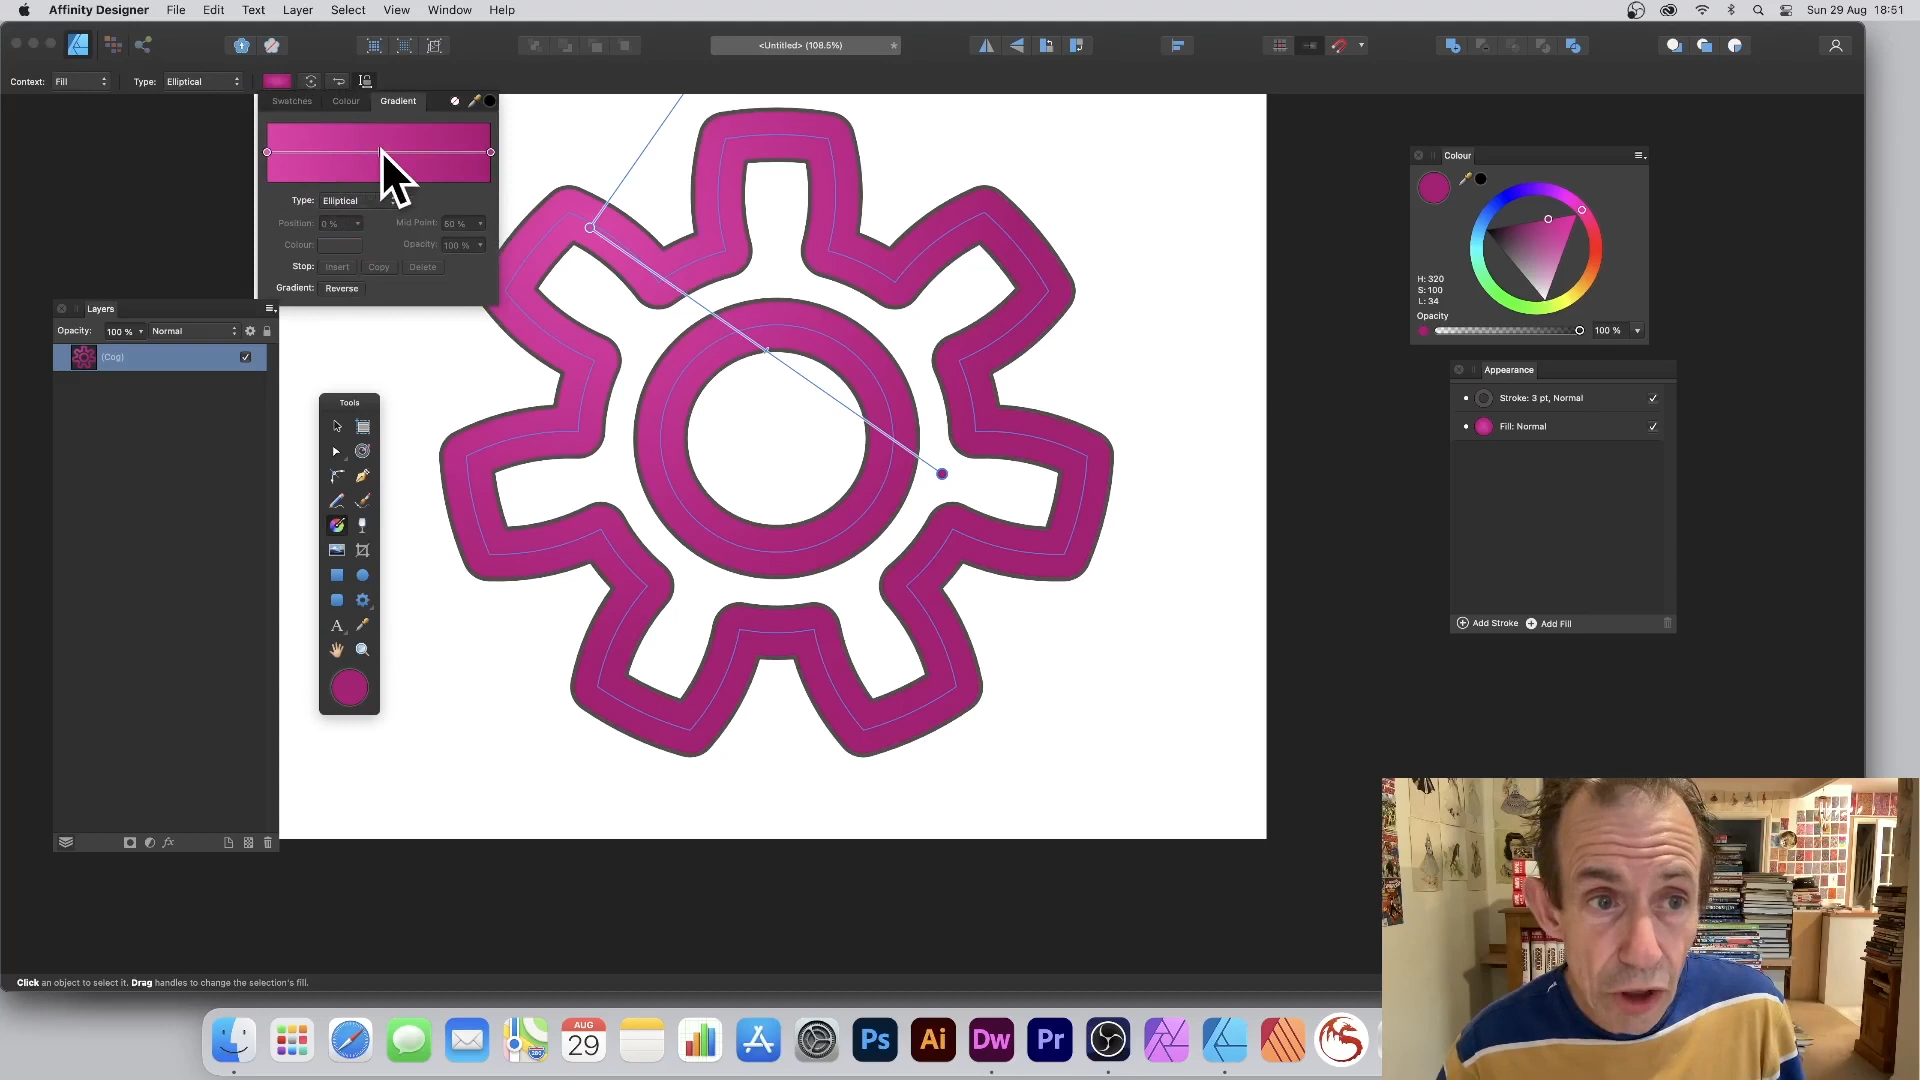 Affinity Designer File Edit Text Layer Select View Window Help Sun 29 Aug 18:51
<Untitled> (108.5%)
Context: Fill Type: Elliptical
Swatches Colour Gradient
Type: Elliptical
Position: 0 % Mid Point: 50 %
Colour: Opacity: 100 %
Stop: Insert Copy Delete
Gradient: Reverse
Layers
Opacity: 100 % Normal
(Cog)
Tools
A
Colour
H: 320
S: 100
L: 34
Opacity
100 %
Appearance
Stroke: 3 pt, Normal
Fill: Normal
Add Stroke Add Fill
fx
Click an object to select it. Drag handles to change the selection's fill.
AUG
29
280
Ps
Ai
Dw
Pr